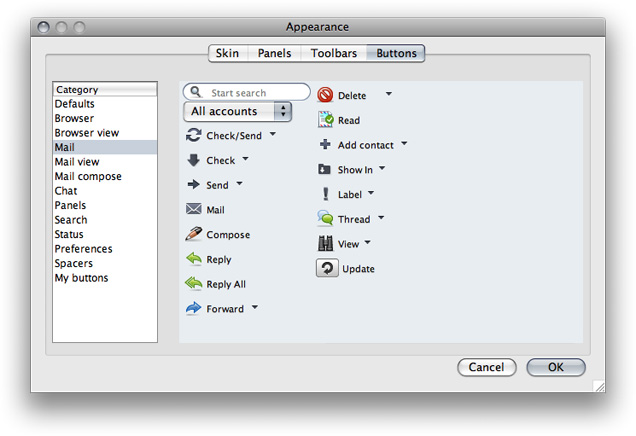 Appearance
Skin
Panels
Toolbars
Buttons
Category
Defaults
Browser
Browser view
Mail
Mail view
Mail compose
Chat
Panels
Search
Status
Preferences
Spacers
My buttons
Start search
All accounts
Check/Send
Check
Send
Mail
Compose
Reply
Reply All
Forward
Delete
Read
Add contact
Show In
Label
Thread
View
Update
Cancel
OK